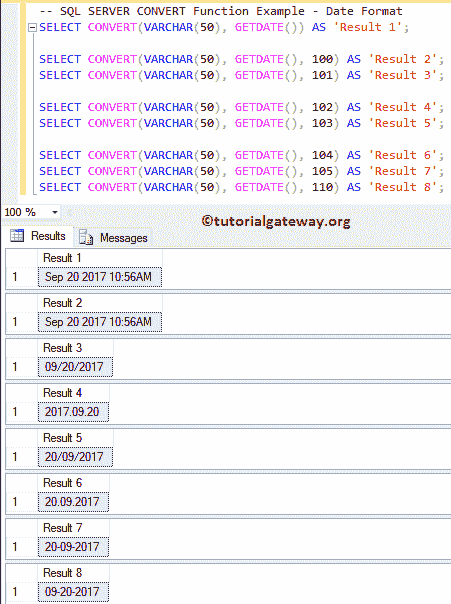 -- SQL SERVER CONVERT Function Example - Date Format
SELECT CONVERT(VARCHAR(50), GETDATE()) AS 'Result 1';
SELECT CONVERT(VARCHAR(50), GETDATE(), 100) AS 'Result 2';
SELECT CONVERT(VARCHAR(50), GETDATE(), 101) AS 'Result 3';
SELECT CONVERT(VARCHAR(50), GETDATE(), 102) AS 'Result 4';
SELECT CONVERT(VARCHAR(50), GETDATE(), 103) AS 'Result 5';
SELECT CONVERT(VARCHAR(50), GETDATE(), 104) AS 'Result 6';
SELECT CONVERT(VARCHAR(50), GETDATE(), 105) AS 'Result 7';
SELECT CONVERT(VARCHAR(50), GETDATE(), 110) AS 'Result 8';
100 %
©tutorialgateway.org
Results Messages
Result 1
1 Sep 20 2017 10:56AM
Result 2
1 Sep 20 2017 10:56AM
Result 3
1 09/20/2017
Result 4
1 2017.09.20
Result 5
1 20/09/2017
Result 6
1 20.09.2017
Result 7
1 20-09-2017
Result 8
1 09-20-2017